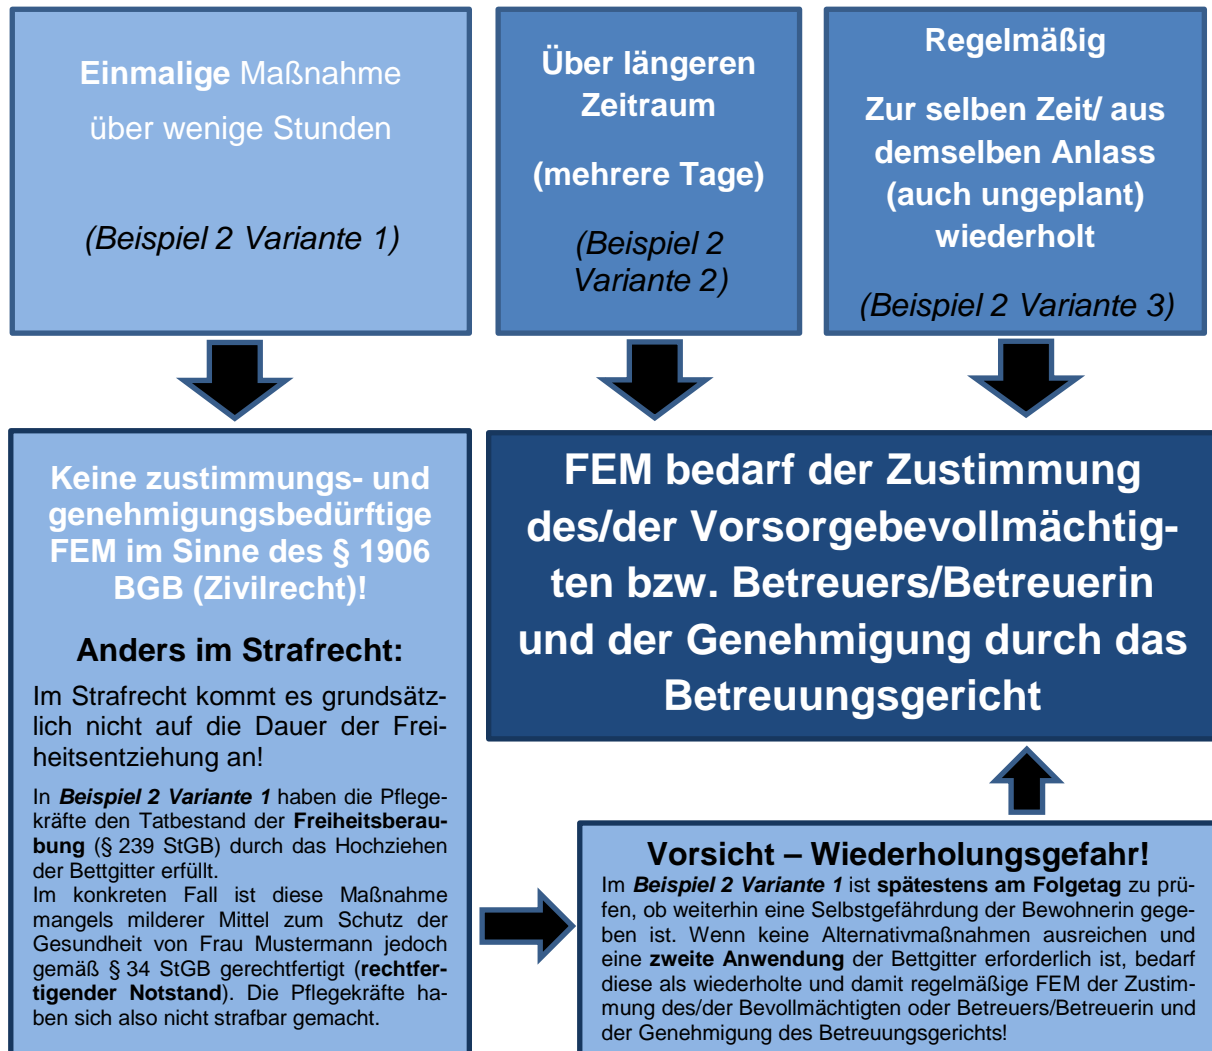 Einmalige Maßnahme
über wenige Stunden
(Beispiel 2 Variante 1)
Über längeren
Zeitraum
(mehrere Tage)
(Beispiel 2
Variante 2)
Regelmäßig
Zur selben Zeit/ aus
demselben Anlass
(auch ungeplant)
wiederholt
(Beispiel 2 Variante 3)
Keine zustimmungs- und
genehmigungsbedürftige
FEM im Sinne des § 1906
BGB (Zivilrecht)!
Anders im Strafrecht:
Im Strafrecht kommt es grundsätz-
lich nicht auf die Dauer der Frei-
heitsentziehung an!
In Beispiel 2 Variante 1 haben die Pflege-
kräfte den Tatbestand der Freiheitsberau-
bung (§ 239 StGB) durch das Hochziehen
der Bettgitter erfüllt.
Im konkreten Fall ist diese Maßnahme
mangels milderer Mittel zum Schutz der
Gesundheit von Frau Mustermann jedoch
gemäß § 34 StGB gerechtfertigt (rechtfer-
tigender Notstand). Die Pflegekräfte ha-
ben sich also nicht strafbar gemacht.
FEM bedarf der Zustimmung
des/der Vorsorgebevollmächtig-
ten bzw. Betreuers/Betreuerin
und der Genehmigung durch das
Betreuungsgericht
Vorsicht – Wiederholungsgefahr!
Im Beispiel 2 Variante 1 ist spätestens am Folgetag zu prü-
fen, ob weiterhin eine Selbstgefährdung der Bewohnerin gege-
ben ist. Wenn keine Alternativmaßnahmen ausreichen und
eine zweite Anwendung der Bettgitter erforderlich ist, bedarf
diese als wiederholte und damit regelmäßige FEM der Zustim-
mung des/der Bevollmächtigten oder Betreuers/Betreuerin und
der Genehmigung des Betreuungsgerichts!